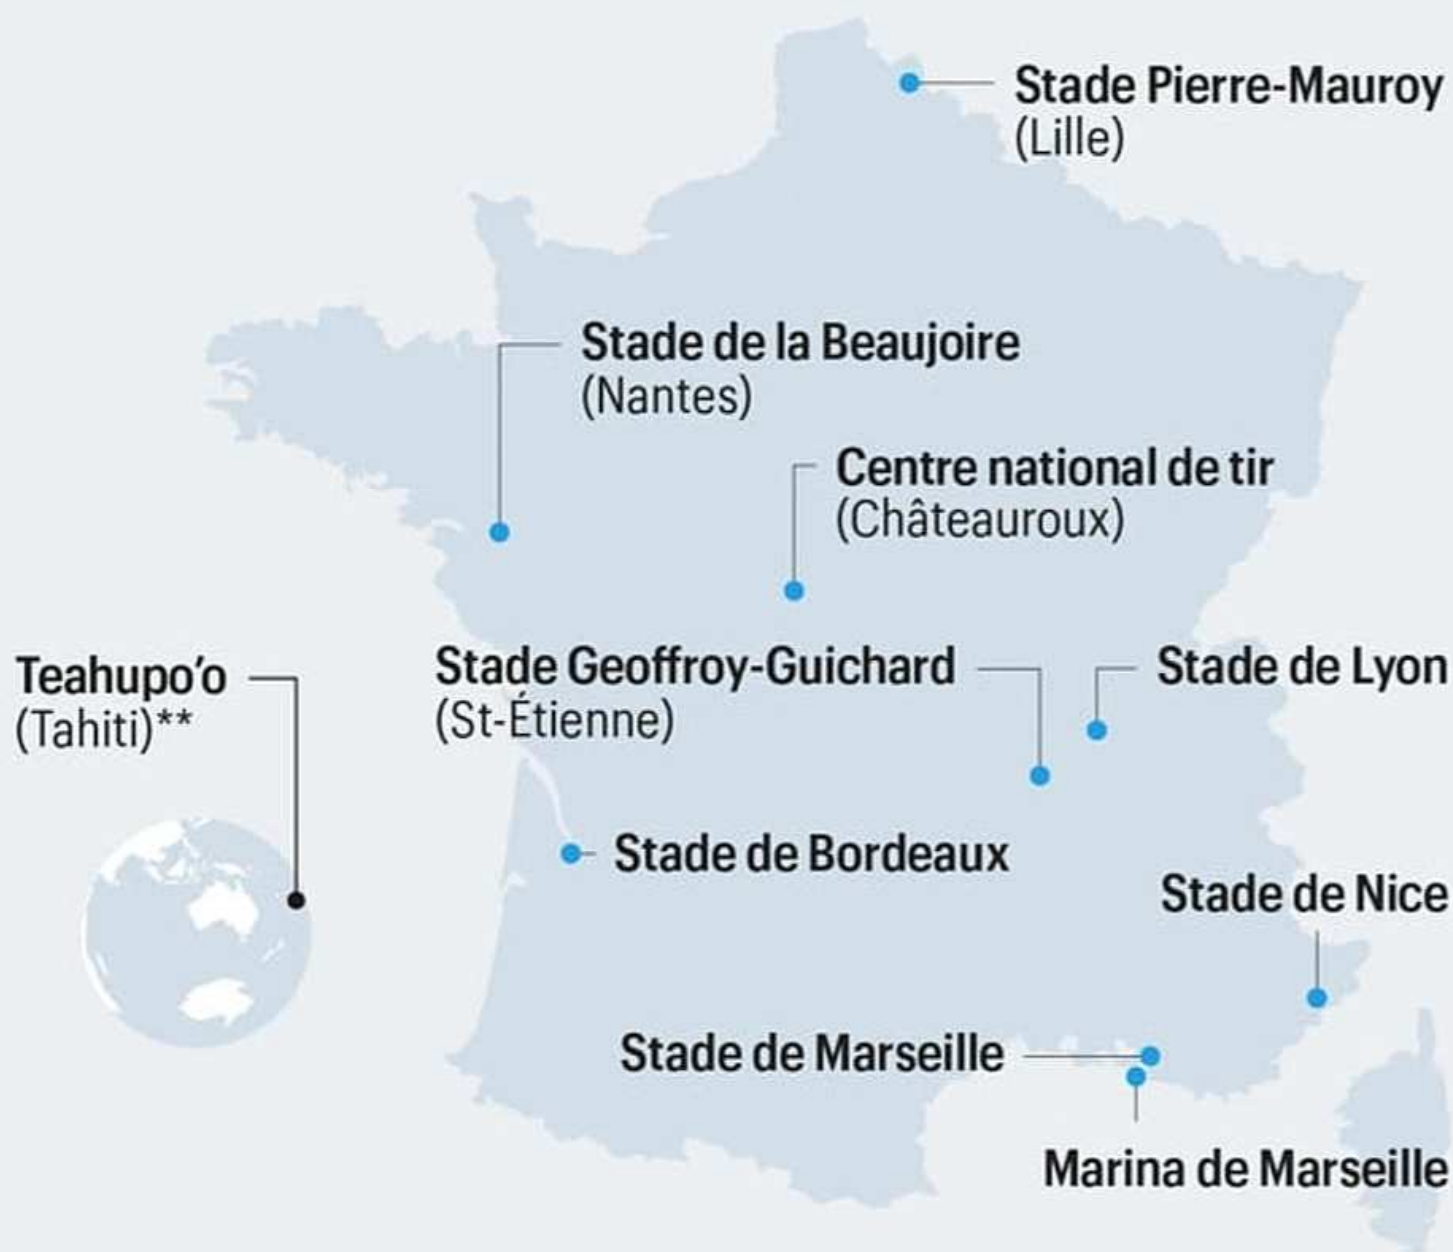 Stade Pierre-Mauroy
(Lille)
Stade de la Beaujoire
(Nantes)
Centre national de tir
(Châteauroux)
Teahupo’o
(Tahiti)**
Stade Geoffroy-Guichard
(St-Étienne)
Stade de Lyon
Stade de Bordeaux
Stade de Nice
Stade de Marseille
Marina de Marseille